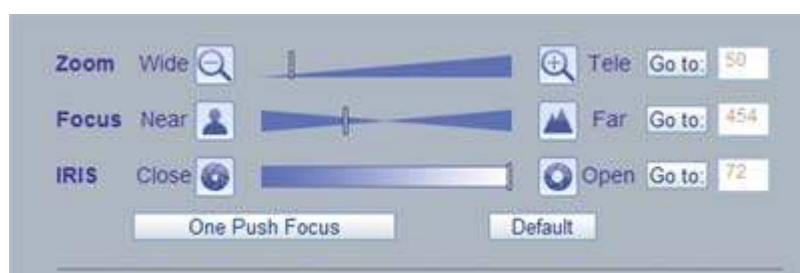 Zoom Wide Tele Go to: 50
Focus Near Far Go to: 454
IRIS Close Open Go to: 72
One Push Focus Default